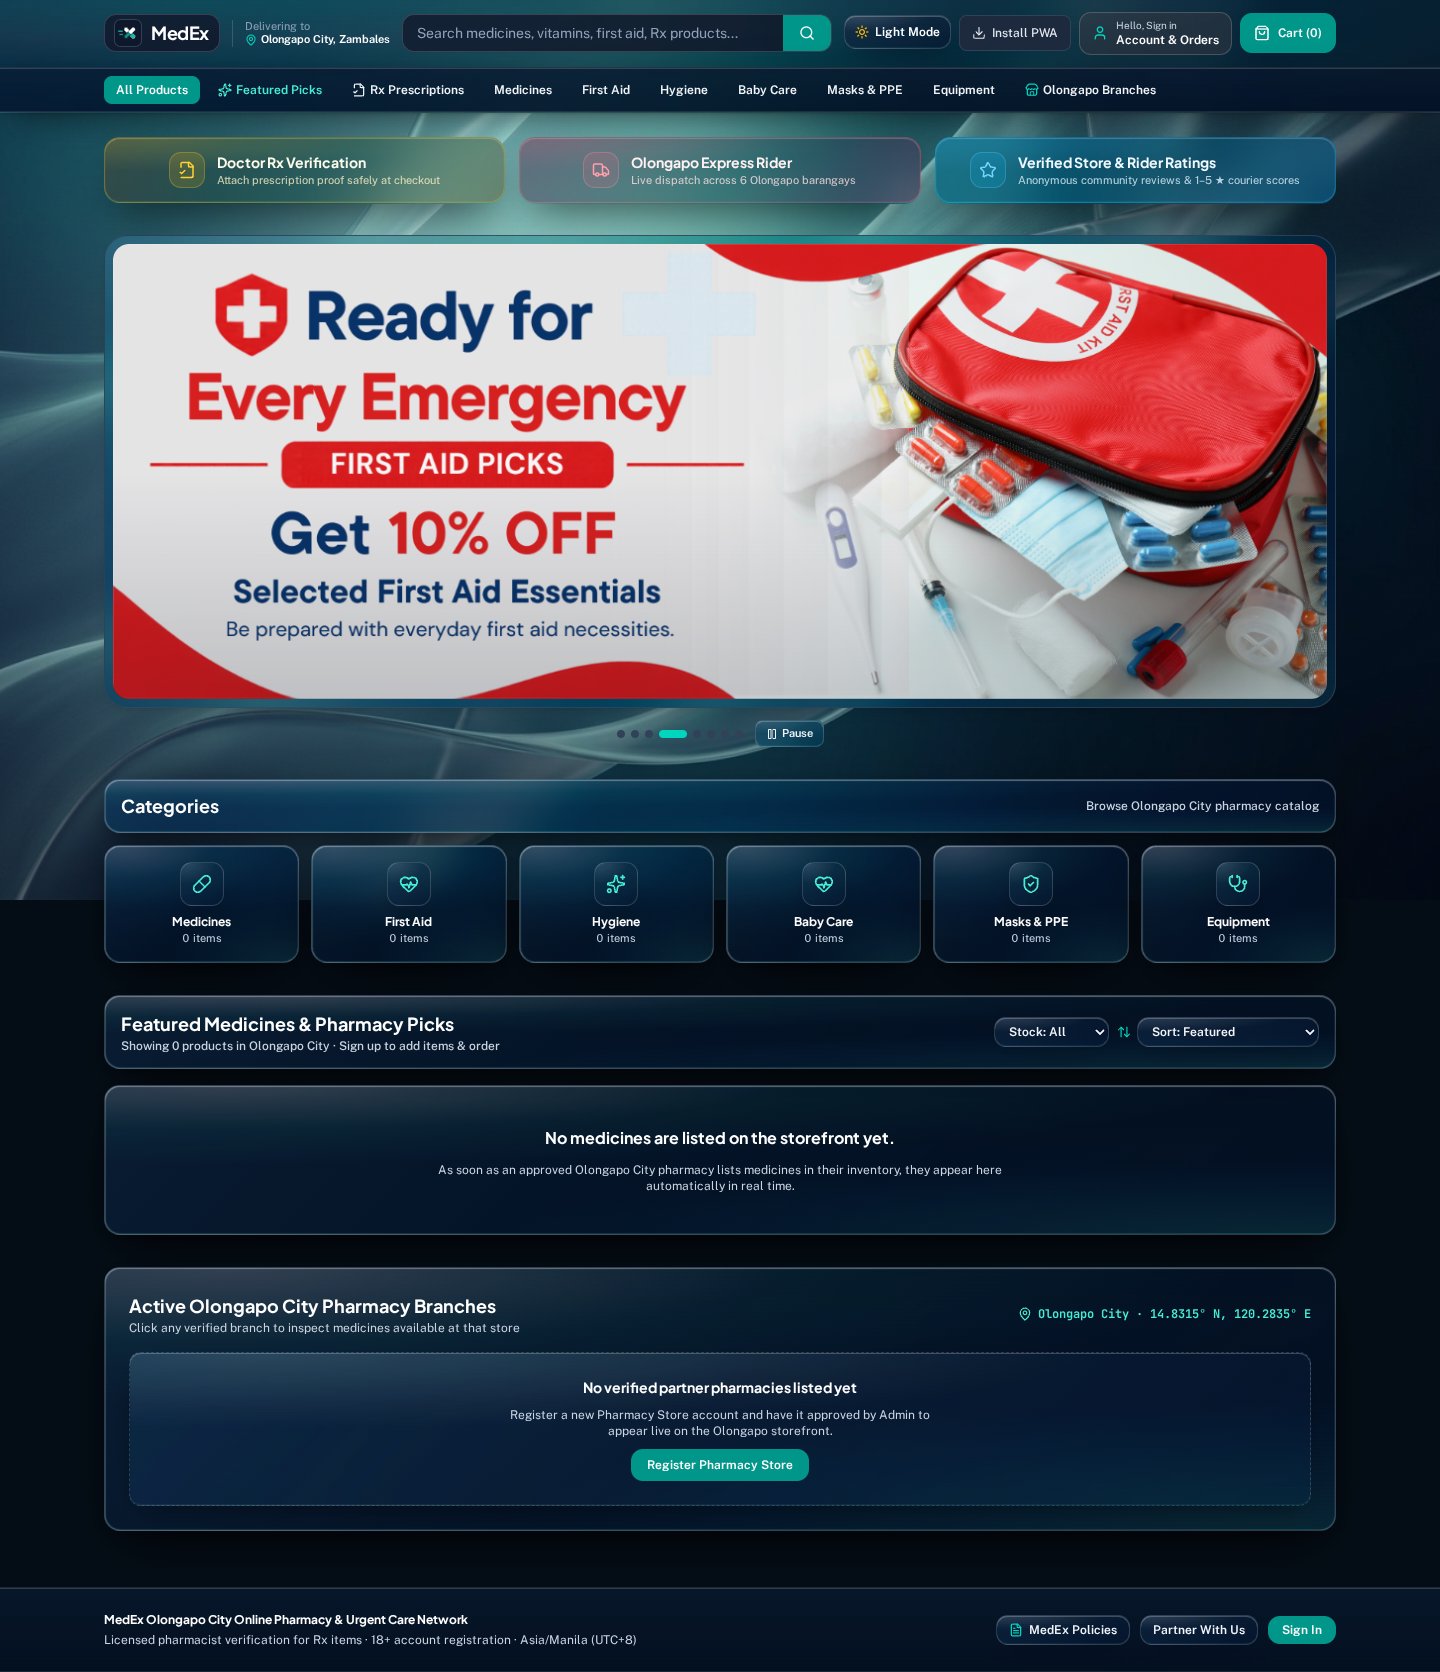 MedEx
Delivering to
Olongapo City, Zambales
Search medicines, vitamins, first aid, Rx products...
Light Mode
Install PWA
Hello, Sign in
Account & Orders
Cart (0)
All Products
Featured Picks
Rx Prescriptions
Medicines
First Aid
Hygiene
Baby Care
Masks & PPE
Equipment
Olongapo Branches
Doctor Rx Verification
Attach prescription proof safely at checkout
Olongapo Express Rider
Live dispatch across 6 Olongapo barangays
Verified Store & Rider Ratings
Anonymous community reviews & 1–5 ★ courier scores
Ready for
Every Emergency
FIRST AID PICKS
Get 10% OFF
Selected First Aid Essentials
Be prepared with everyday first aid necessities.
RST AID KIT
Pause
Categories
Browse Olongapo City pharmacy catalog
Medicines
0 items
First Aid
0 items
Hygiene
0 items
Baby Care
0 items
Masks & PPE
0 items
Equipment
0 items
Featured Medicines & Pharmacy Picks
Showing 0 products in Olongapo City · Sign up to add items & order
Stock: All
Sort: Featured
No medicines are listed on the storefront yet.
As soon as an approved Olongapo City pharmacy lists medicines in their inventory, they appear here
automatically in real time.
Active Olongapo City Pharmacy Branches
Click any verified branch to inspect medicines available at that store
Olongapo City · 14.8315° N, 120.2835° E
No verified partner pharmacies listed yet
Register a new Pharmacy Store account and have it approved by Admin to
appear live on the Olongapo storefront.
Register Pharmacy Store
MedEx Olongapo City Online Pharmacy & Urgent Care Network
Licensed pharmacist verification for Rx items · 18+ account registration · Asia/Manila (UTC+8)
MedEx Policies
Partner With Us
Sign In